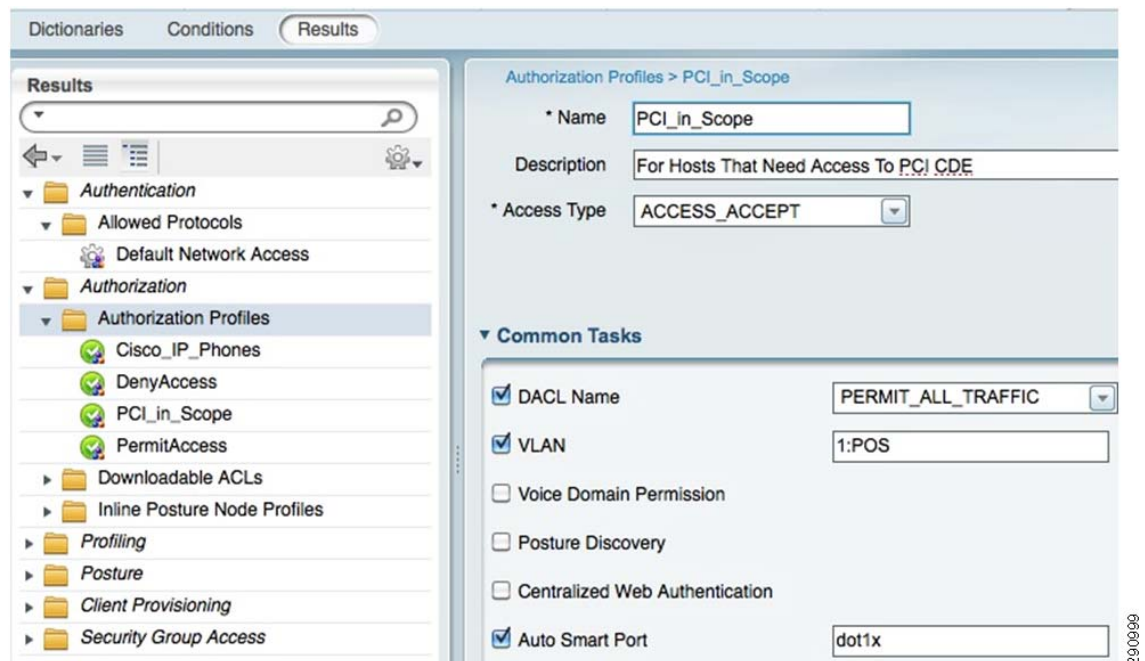 Dictionaries Conditions Results
Results
Authentication
Allowed Protocols
Default Network Access
Authorization
Authorization Profiles
Cisco_IP_Phones
DenyAccess
PCI_in_Scope
PermitAccess
Downloadable ACLs
Inline Posture Node Profiles
Profiling
Posture
Client Provisioning
Security Group Access
Authorization Profiles > PCI_in_Scope
* Name PCI_in_Scope
Description For Hosts That Need Access To PCI CDE
* Access Type ACCESS_ACCEPT
Common Tasks
DACL Name PERMIT_ALL_TRAFFIC
VLAN 1:POS
Voice Domain Permission
Posture Discovery
Centralized Web Authentication
Auto Smart Port dot1x
290999